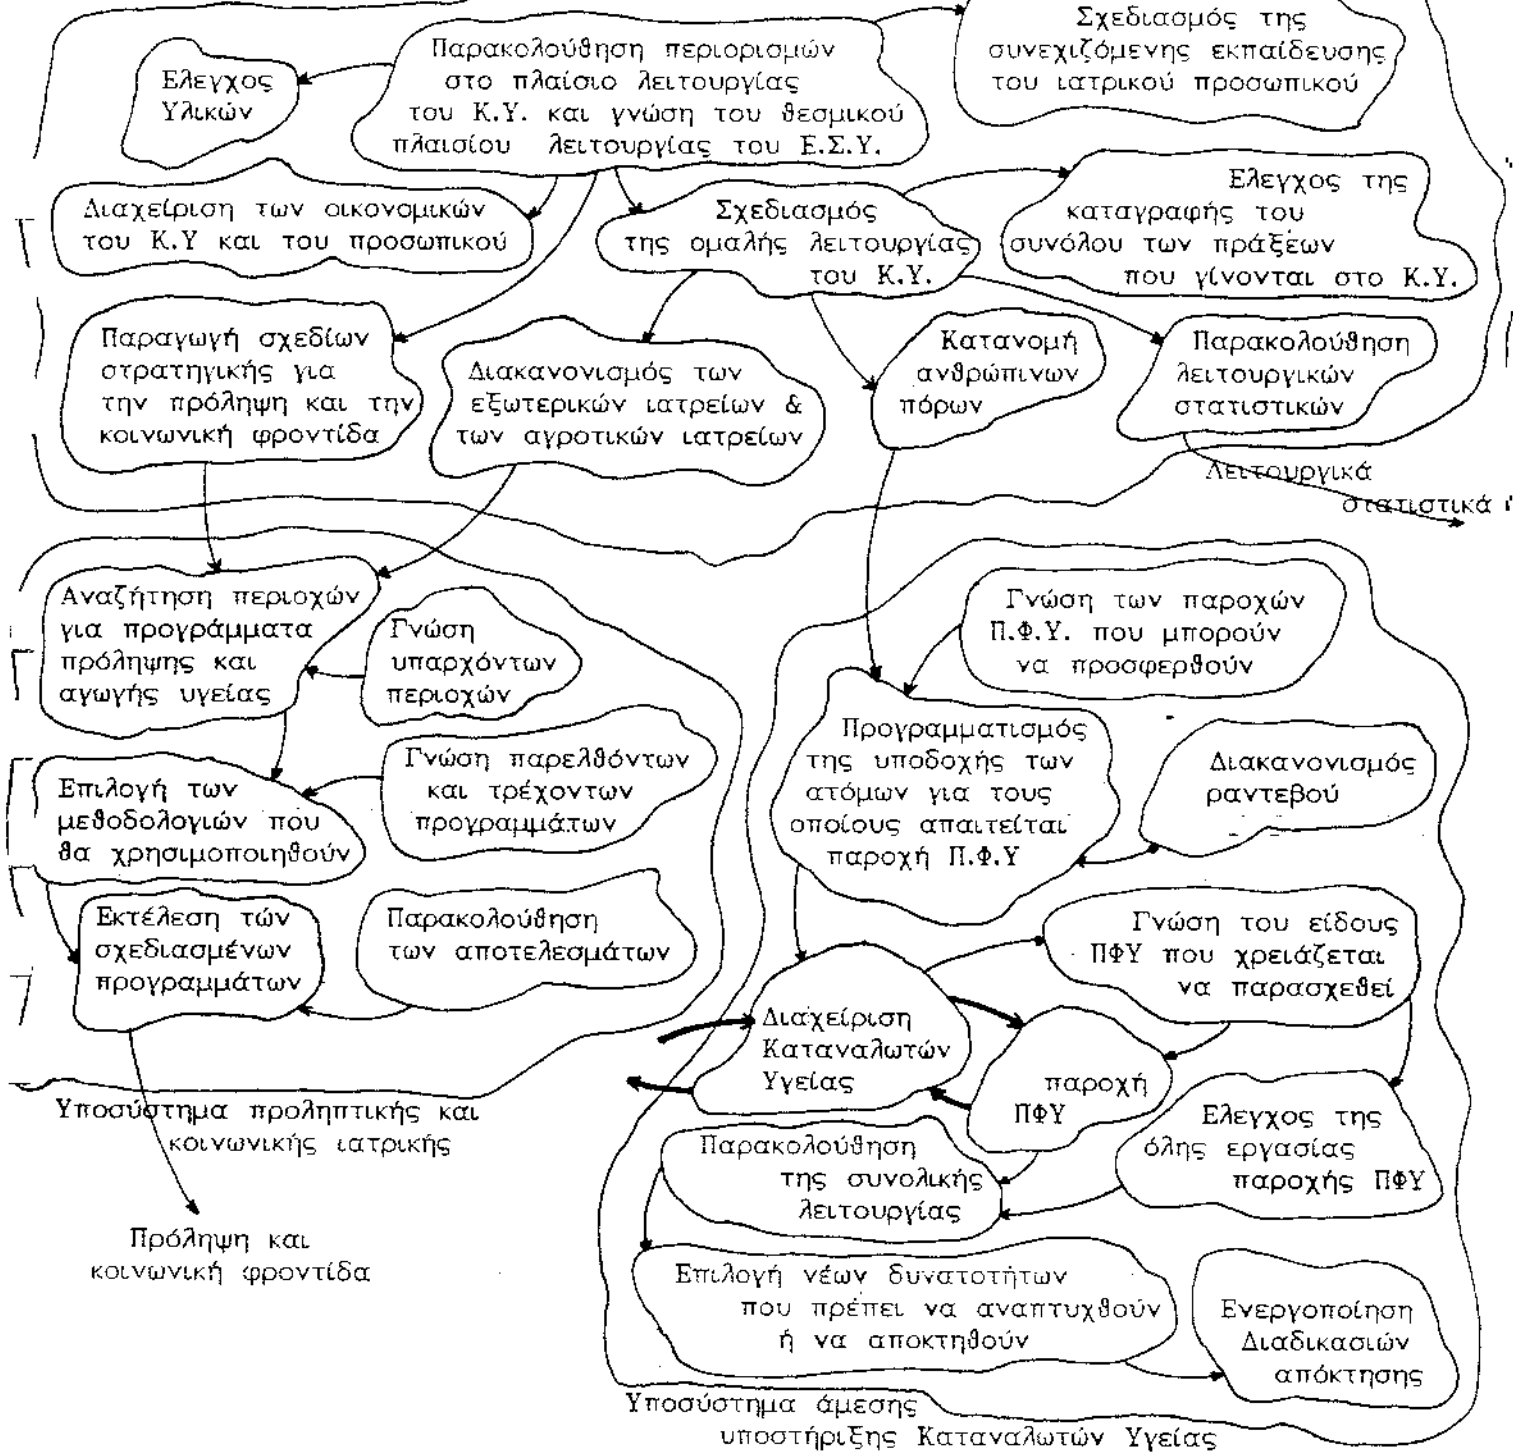 Σχεδιασμός της
συνεχιζόμενης εκπαίδευσης
του ιατρικού προσωπικού
Παρακολούθηση περιορισμών
στο πλαίσιο λειτουργίας
του Κ.Υ. και γνώση του θεσμικού
πλαισίου λειτουργίας του Ε.Σ.Υ.
Ελεγχος
Υλικών
Διαχείριση των οικονομικών
του Κ.Υ και του προσωπικού
Σχεδιασμός
της ομαλής λειτουργίας
του Κ.Υ.
Ελεγχος της
καταγραφής του
συνόλου των πράξεων
που γίνονται στο Κ.Υ.
Παραγωγή σχεδίων
στρατηγικής για
την πρόληψη και την
κοινωνική φροντίδα
Διακανονισμός των
εξωτερικών ιατρείων &
των αγροτικών ιατρείων
Κατανομή
ανθρώπινων
πόρων
Παρακολούθηση
λειτουργικών
στατιστικών
Λειτουργικά
στατιστικά
Αναζήτηση περιοχών
για προγράμματα
πρόληψης και
αγωγής υγείας
Γνώση
υπαρχόντων
περιοχών
Γνώση των παροχών
Π.Φ.Υ. που μπορούν
να προσφερθούν
Επιλογή των
μεθοδολογιών που
θα χρησιμοποιηθούν
Γνώση παρελθόντων
και τρέχοντων
προγραμμάτων
Προγραμματισμός
της υποδοχής των
ατόμων για τους
οποίους απαιτείται
παροχή Π.Φ.Υ
Διακανονισμός
ραντεβού
Εκτέλεση τών
σχεδιασμένων
προγραμμάτων
Παρακολούθηση
των αποτελεσμάτων
Γνώση του είδους
ΠΦΥ που χρειάζεται
να παρασχεθεί
Διαχείριση
Καταναλωτών
Υγείας
παροχή
ΠΦΥ
Ελεγχος της
όλης εργασίας
παροχής ΠΦΥ
Υποσύστημα προληπτικής και
κοινωνικής ιατρικής
Παρακολούθηση
της συνολικής
λειτουργίας
Πρόληψη και
κοινωνική φροντίδα
Επιλογή νέων δυνατοτήτων
που πρέπει να αναπτυχθούν
ή να αποκτηθούν
Ενεργοποίηση
Διαδικασιών
απόκτησης
Υποσύστημα άμεσης
υποστήριξης Καταναλωτών Υγείας